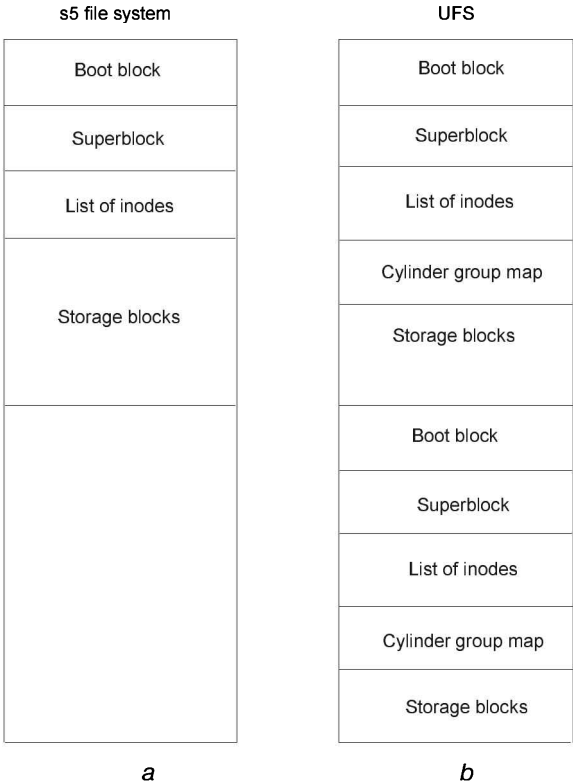 s5 file system
Boot block
Superblock
List of inodes
Storage blocks
a
UFS
Boot block
Superblock
List of inodes
Cylinder group map
Storage blocks
Boot block
Superblock
List of inodes
Cylinder group map
Storage blocks
b